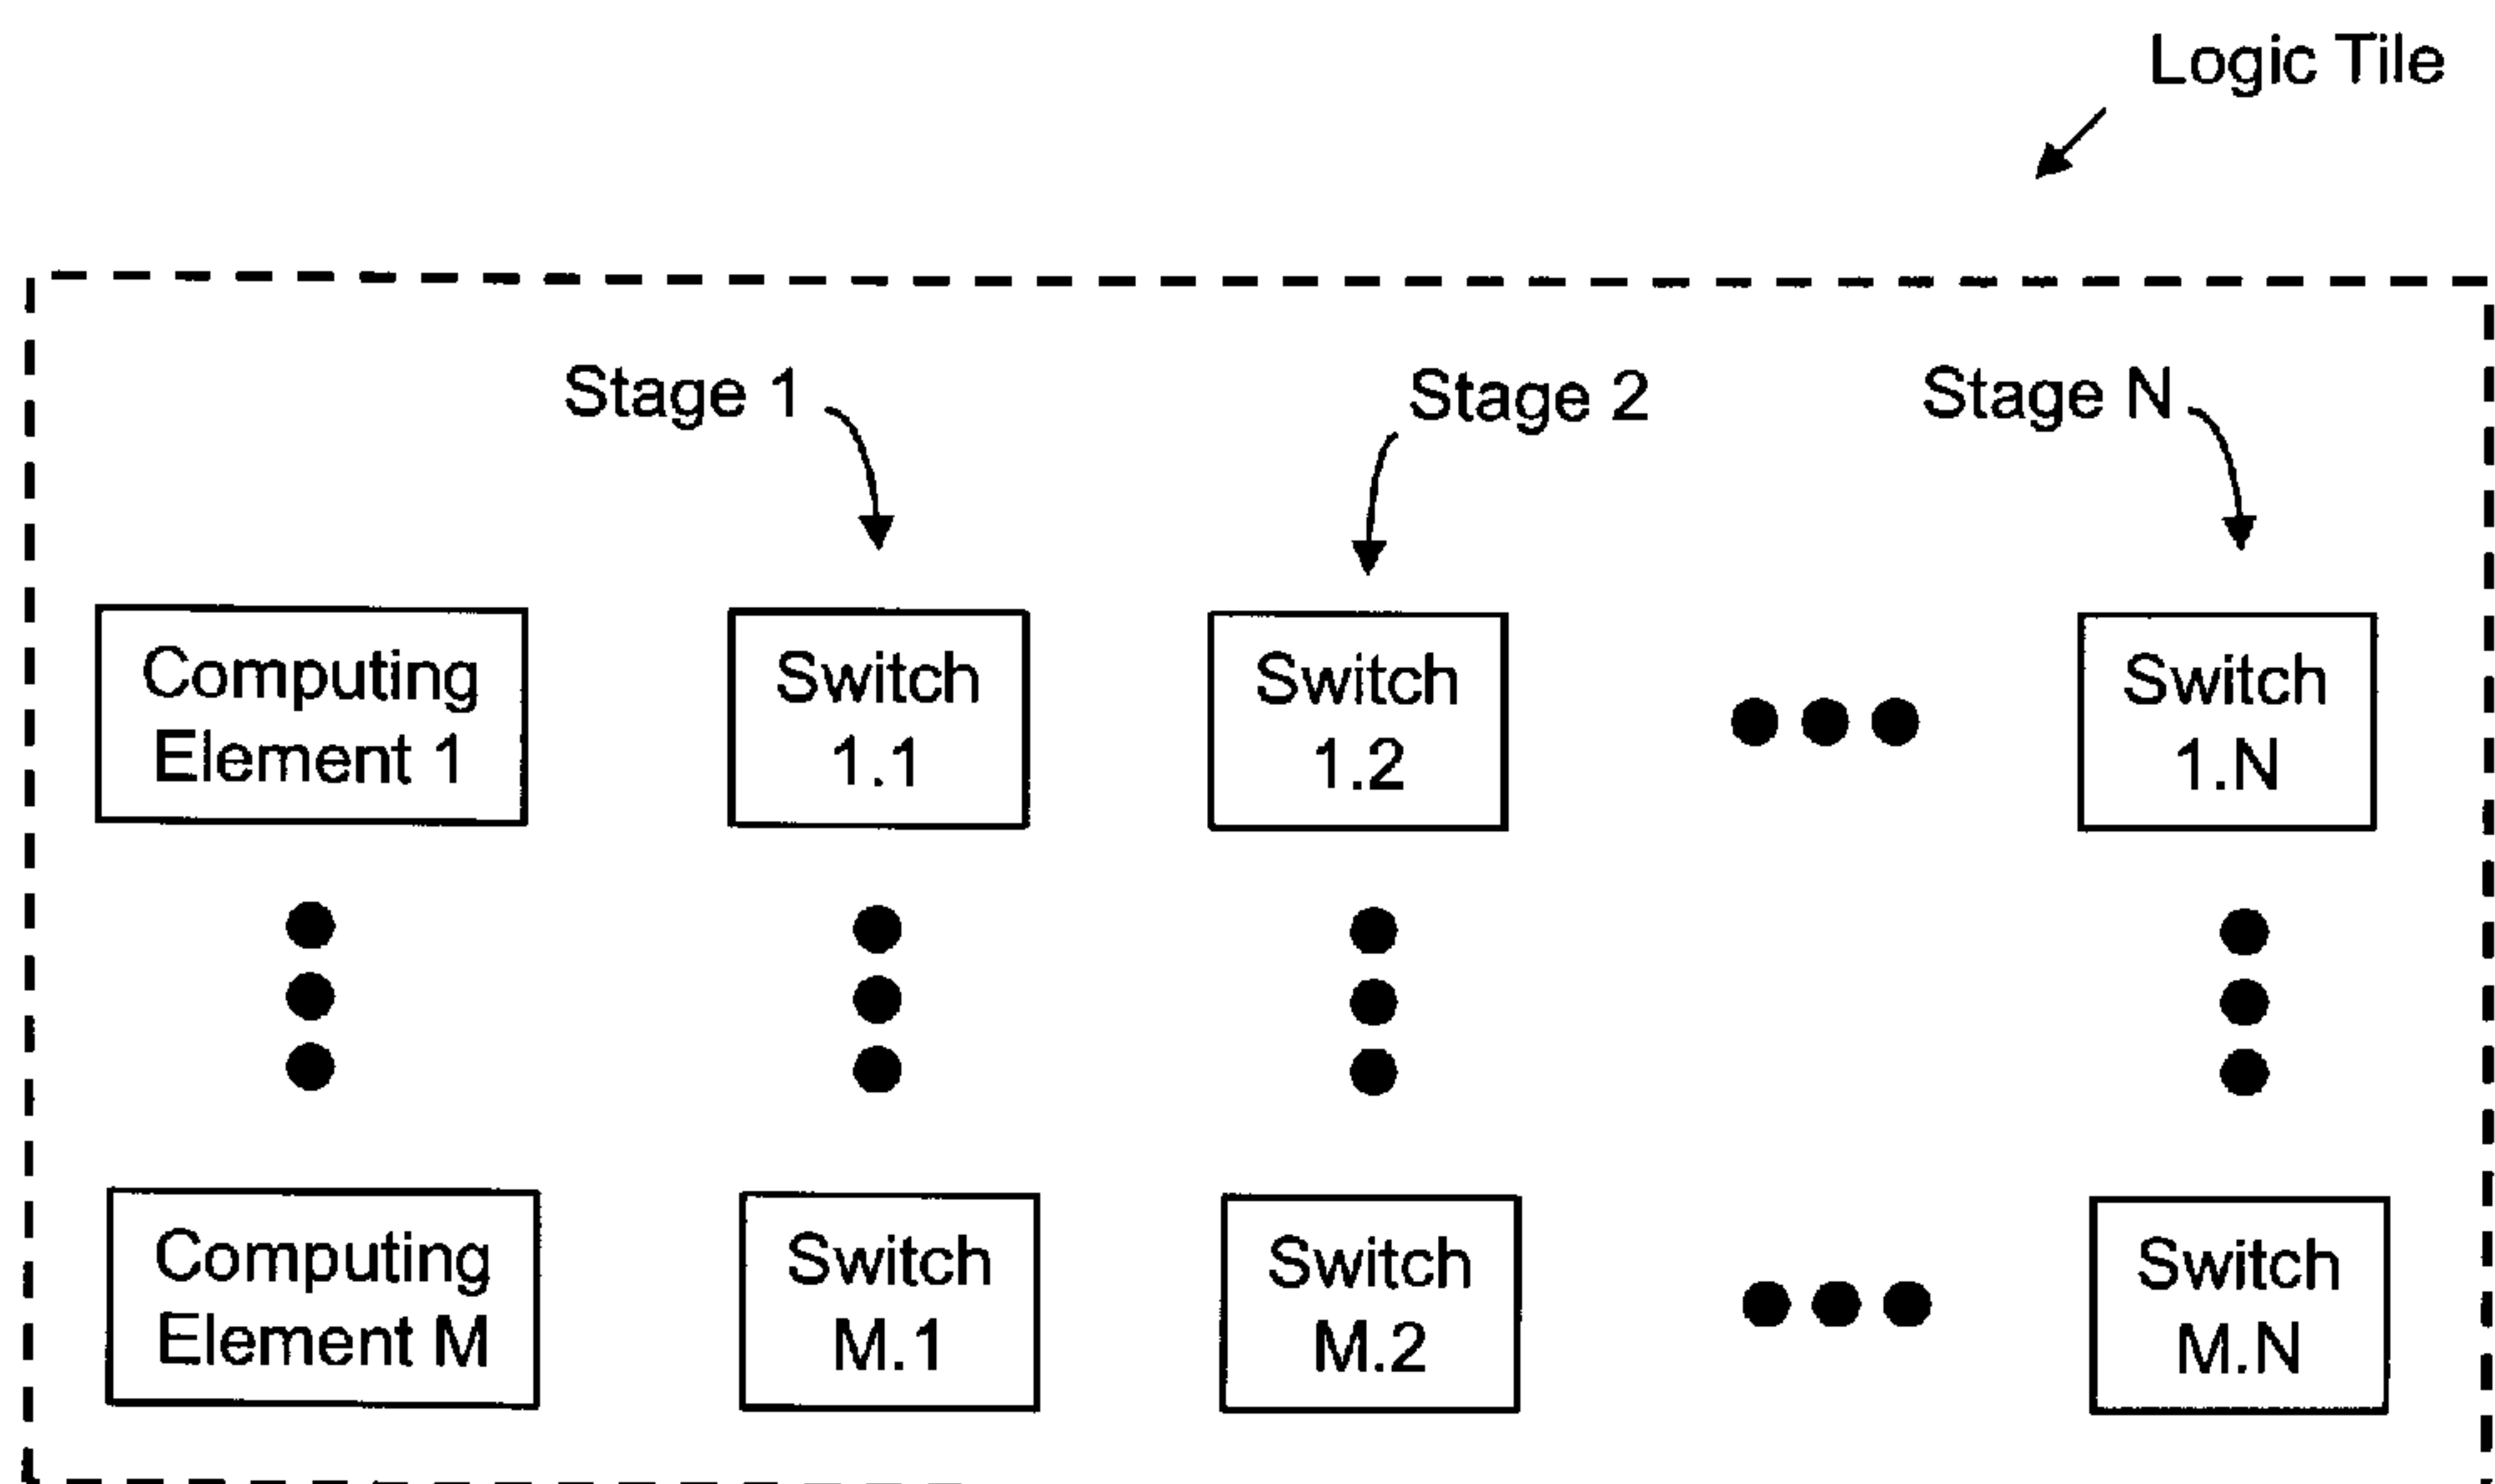 Logic Tile
Stage 1
Stage 2
Stage N
Computing
Element 1
Switch
1.1
Switch
1.2
Switch
1.N
Computing
Element M
Switch
M.1
Switch
M.2
Switch
M.N